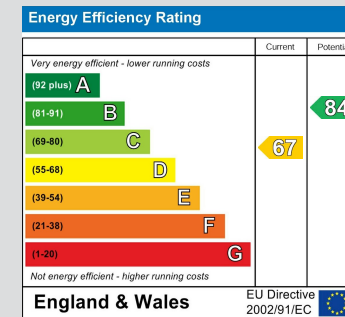 Energy Efficiency Rating
Current
Very energy efficient - lower running costs
(92 plus) A
(81-91) B
84
(69-80) C
67
(55-68) D
(39-54) E
(21-38) F
(1-20) G
Not energy efficient - higher running costs
England & Wales
EU Directive
2002/91/EC